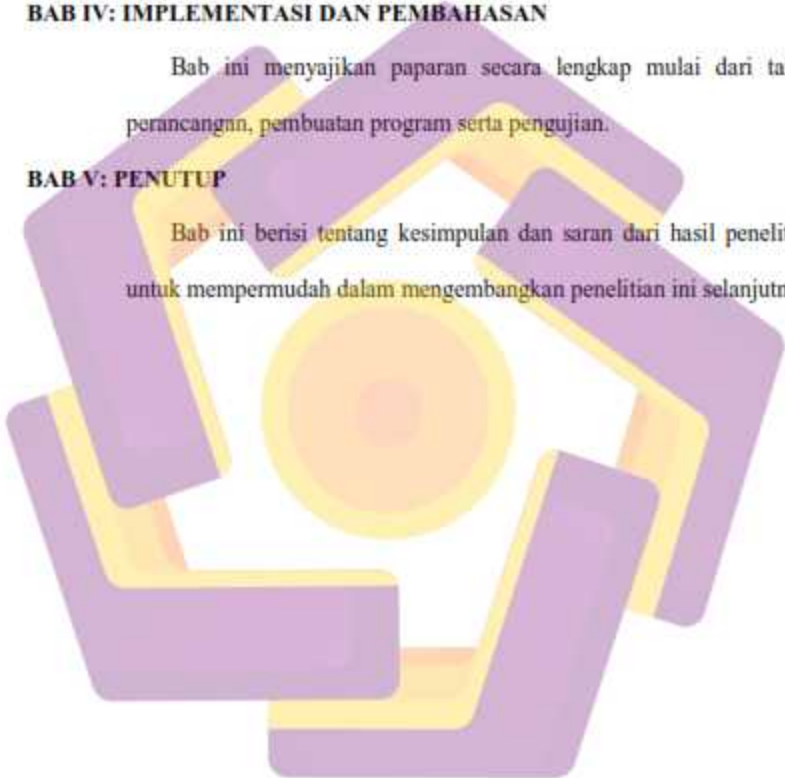 BAB IV: IMPLEMENTASI DAN PEMBAHASAN
Bab ini menyajikan paparan secara lengkap mulai dari
perancangan, pembuatan program serta pengujian.
BAB V: PENUTUP
Bab ini berisi tentang kesimpulan dan saran dari hasil
untuk mempermudah dalam mengembangkan penelitian ini